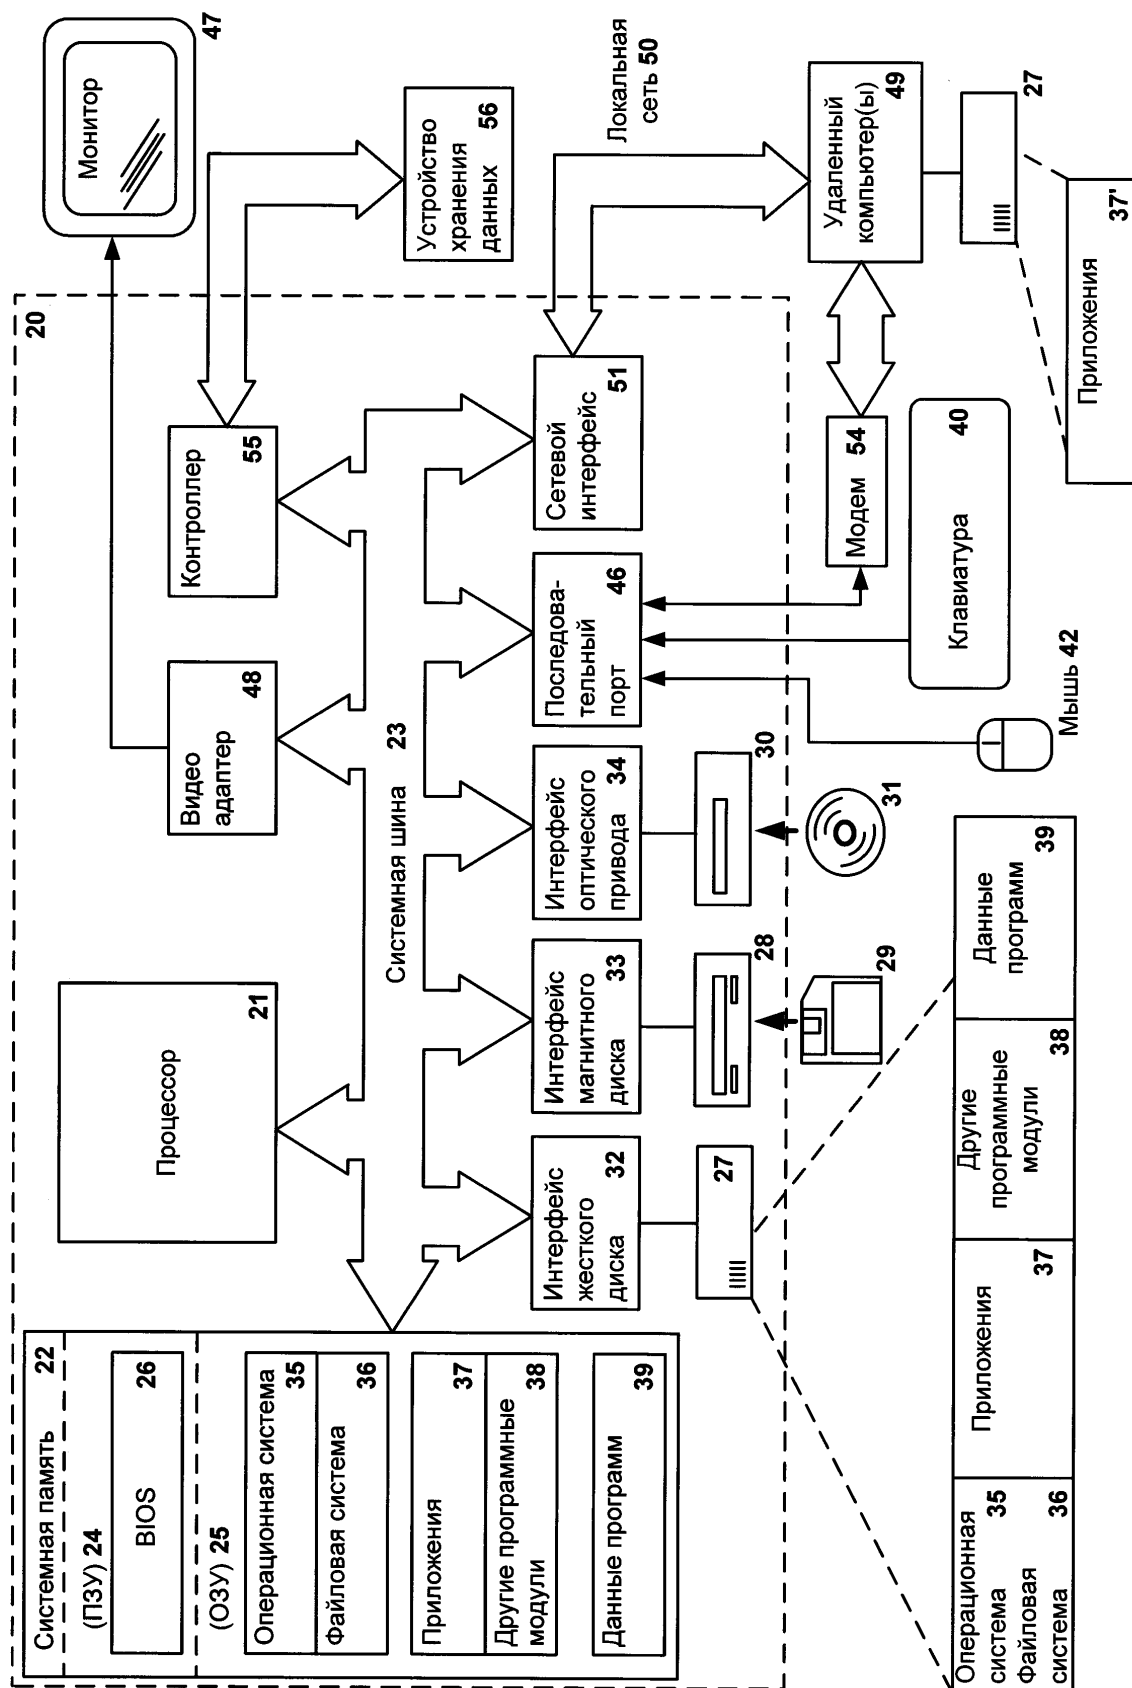 Системная память 22
(ПЗУ) 24
BIOS 26
(ОЗУ) 25
Операционная система 35
Файловая система 36
Приложения 37
Другие программные
модули 38
Данные программ 39
Процессор
21
Видео
адаптер
48
Контроллер
55
20
Монитор
47
Системная шина 23
Устройство
хранения
данных 56
Локальная
сеть 50
Интерфейс
жесткого
диска 32
Интерфейс
магнитного
диска 33
Интерфейс
оптического
привода 34
Последова-
тельный
порт 46
Сетевой
интерфейс
51
27
28
30
29
31
Мышь 42
Клавиатура
40
Модем 54
Удаленный
компьютер(ы)
49
27
Приложения
37'
Операционная
система 35
Файловая
система 36
Приложения
37
Другие
программные
модули 38
Данные
программ
39